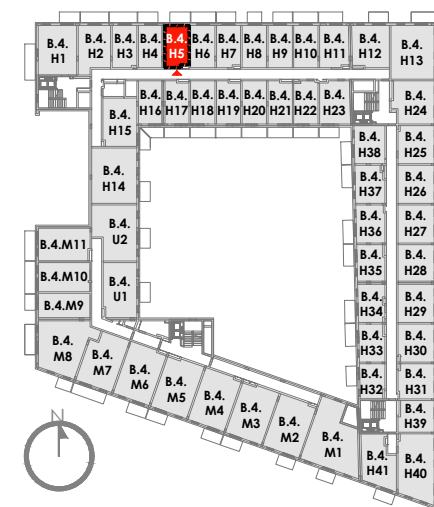 B.4.
H1
B.4.
H2
B.4.
H3
B.4.
H4
B.4.
H5
B.4.
H6
B.4.
H7
B.4.
H8
B.4.
H9
B.4.
H10
B.4.
H11
B.4.
H12
B.4.
H13
B.4.
H16
B.4.
H17
B.4.
H18
B.4.
H19
B.4.
H20
B.4.
H21
B.4.
H22
B.4.
H23
B.4.
H24
B.4.
H15
B.4.
H38
B.4.
H25
B.4.
H14
B.4.
H37
B.4.
H26
B.4.
U2
B.4.
H36
B.4.
H27
B.4.M11
B.4.
H35
B.4.
H28
B.4.M10
B.4.
U1
B.4.
H34
B.4.
H29
B.4.M9
B.4.
M8
B.4.
M7
B.4.
M6
B.4.
M5
B.4.
M4
B.4.
M3
B.4.
M2
B.4.
M1
B.4.
H33
B.4.
H30
B.4.
H32
B.4.
H31
B.4.
H39
B.4.
H41
B.4.
H40
N